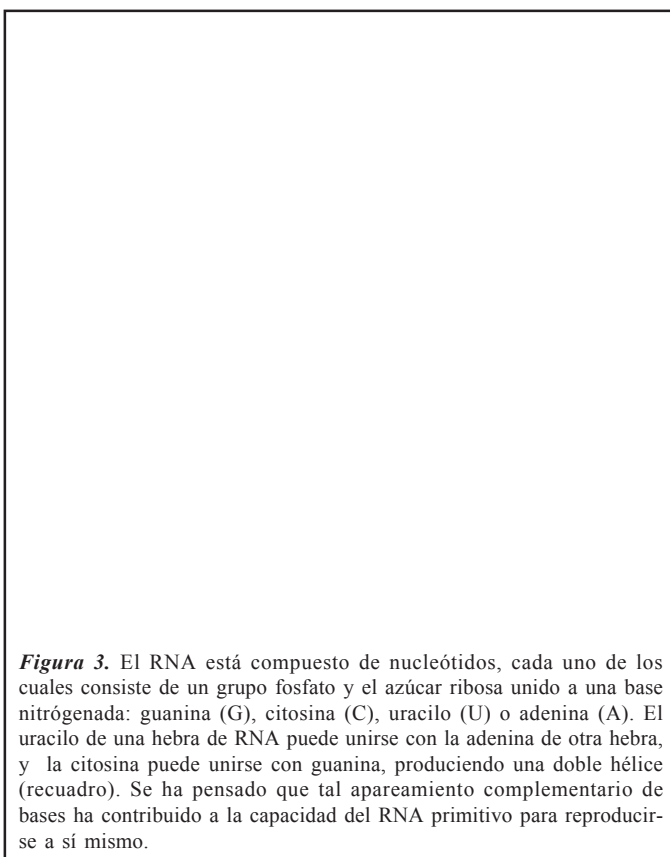 Figura 3. El RNA está compuesto de nucleótidos, cada uno de los
cuales consiste de un grupo fosfato y el azúcar ribosa unido a una base
nitrógenada: guanina (G), citosina (C), uracilo (U) o adenina (A). El
uracilo de una hebra de RNA puede unirse con la adenina de otra hebra,
y la citosina puede unirse con guanina, produciendo una doble hélice
(recuadro). Se ha pensado que tal apareamiento complementario de
bases ha contribuido a la capacidad del RNA primitivo para reproducir-
se a sí mismo.